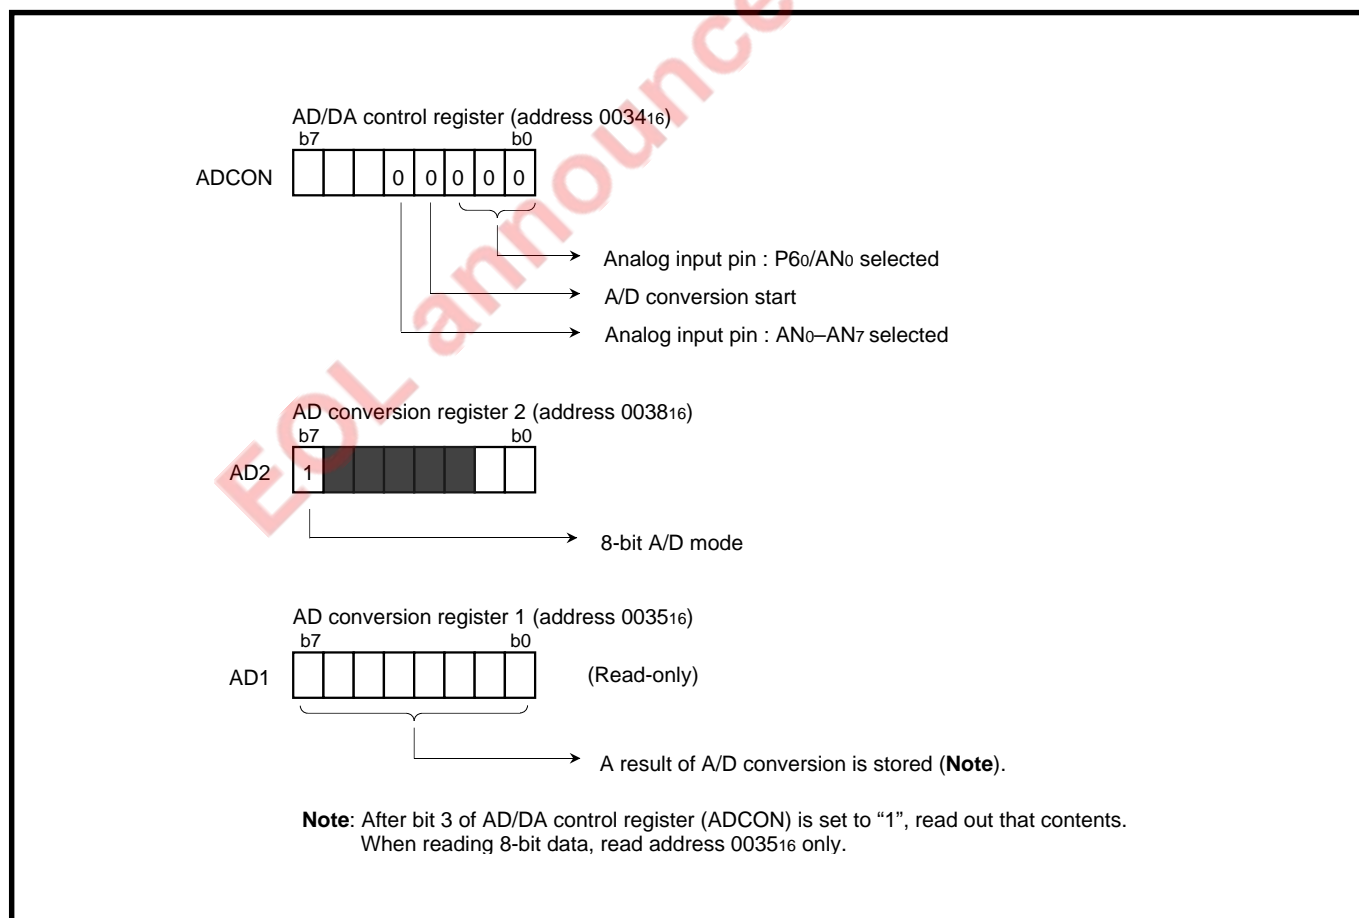 EOL announce
AD/DA control register (address 003416)
b7 b0
ADCON 0 0 0 0 0
Analog input pin : P60/AN0 selected
A/D conversion start
Analog input pin : AN0–AN7 selected
AD conversion register 2 (address 003816)
b7 b0
AD2 1
8-bit A/D mode
AD conversion register 1 (address 003516)
b7 b0
AD1 (Read-only)
A result of A/D conversion is stored (Note).
Note: After bit 3 of AD/DA control register (ADCON) is set to “1”, read out that contents.
When reading 8-bit data, read address 003516 only.